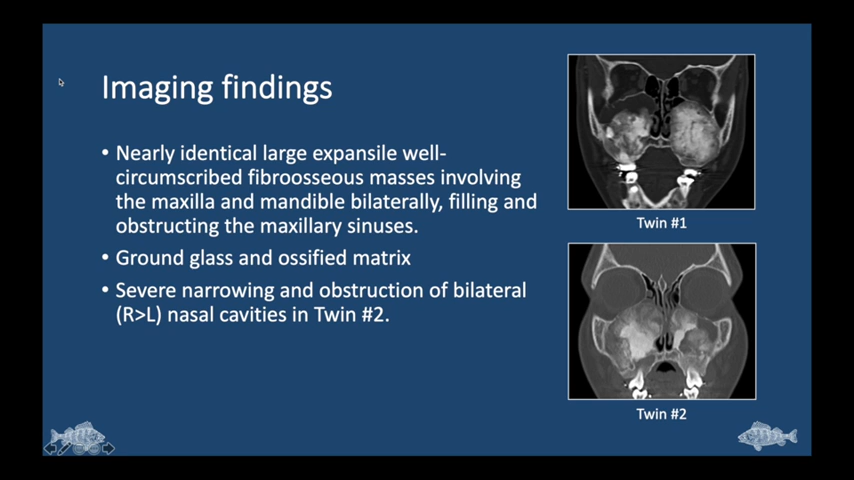 Imaging findings
• Nearly identical large expansile well-
circumscribed fibroosseous masses involving
the maxilla and mandible bilaterally, filling and
obstructing the maxillary sinuses.
• Ground glass and ossified matrix
• Severe narrowing and obstruction of bilateral
(R>L) nasal cavities in Twin #2.
Twin #1
Twin #2